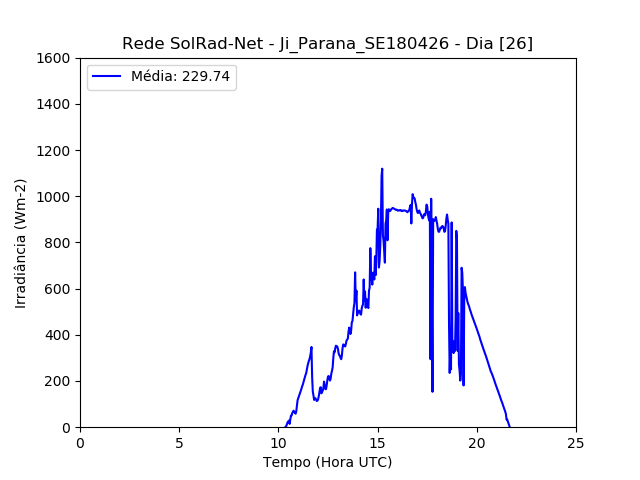 Rede SolRad-Net - Ji_Parana_SE180426 - Dia [26]
Média: 229.74
1600
1400
1200
1000
800
600
400
200
0
Irradiância (Wm-2)
0 5 10 15 20 25
Tempo (Hora UTC)